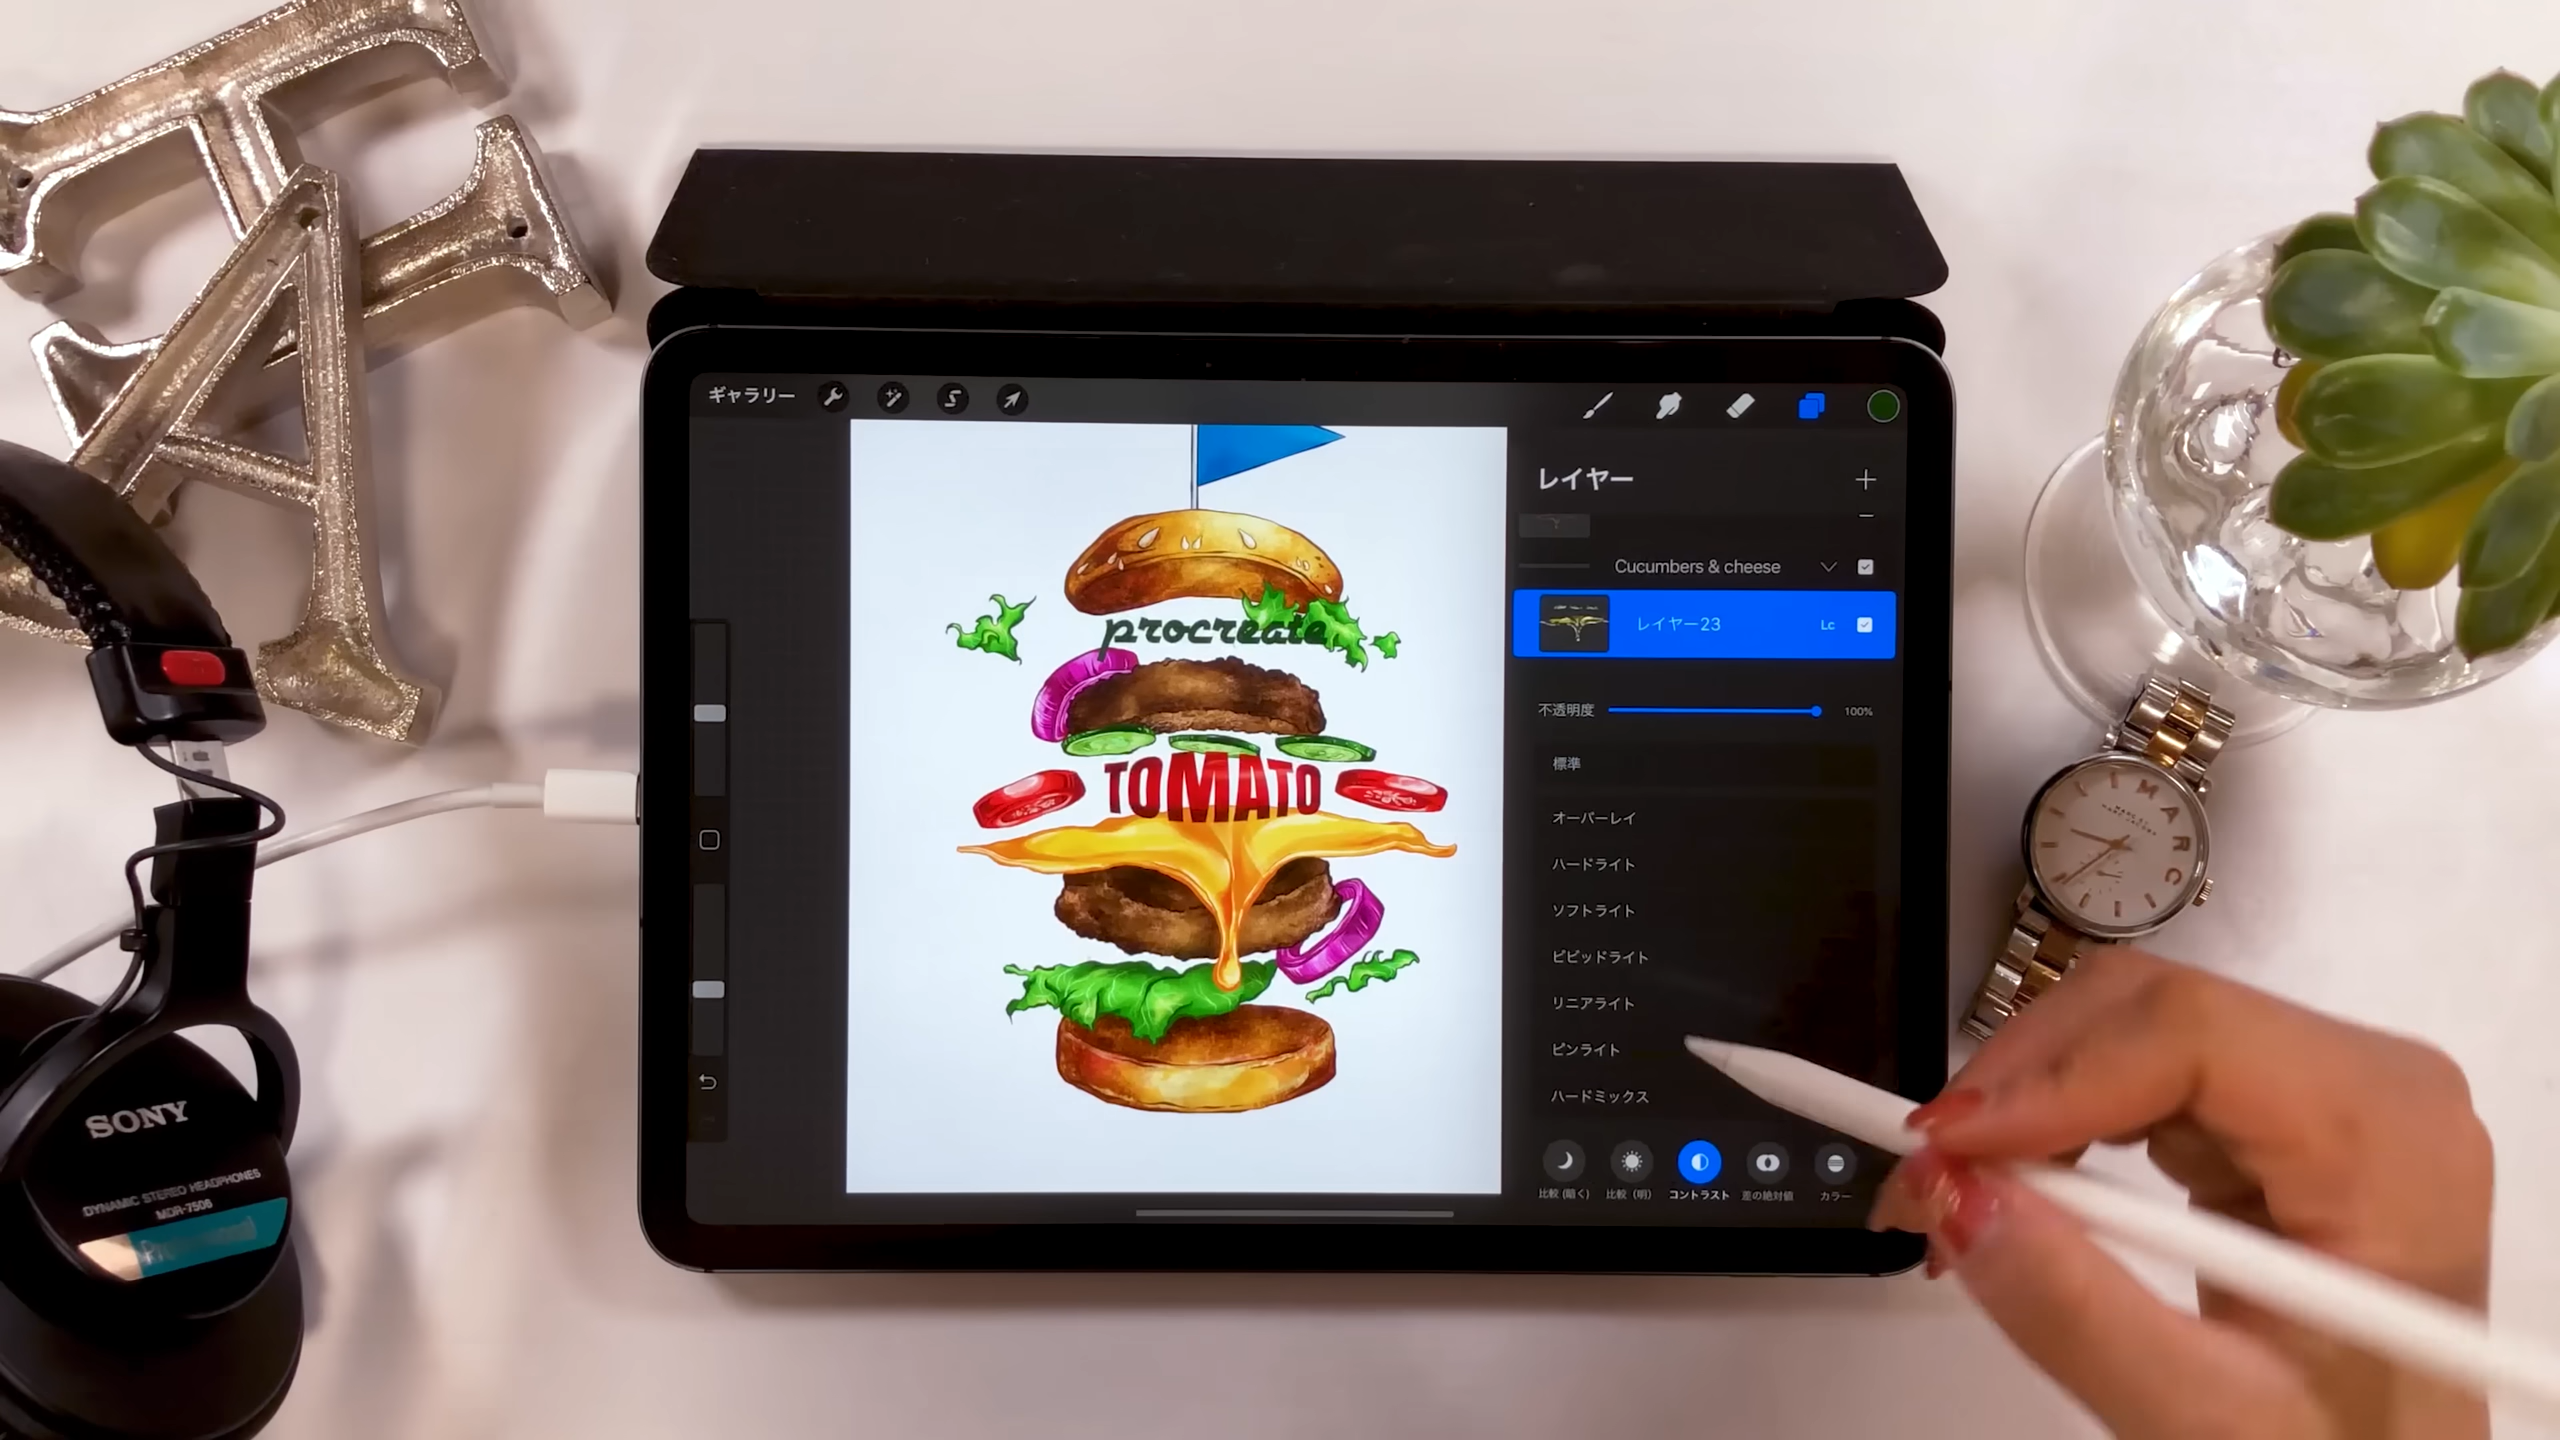 ギャラリー
レイヤー
Cucumbers & cheese
レイヤー23
Lc
不透明度
100%
標準
オーバーレイ
ハードライト
ソフトライト
ビビッドライト
リニアライト
ピンライト
ハードミックス
比較(暗く)
比較(明)
コントラスト
差の絶対値
カラー
procreate
TOMATO
SONY
DYNAMIC STEREO HEADPHONES
MDR-7506
MARC